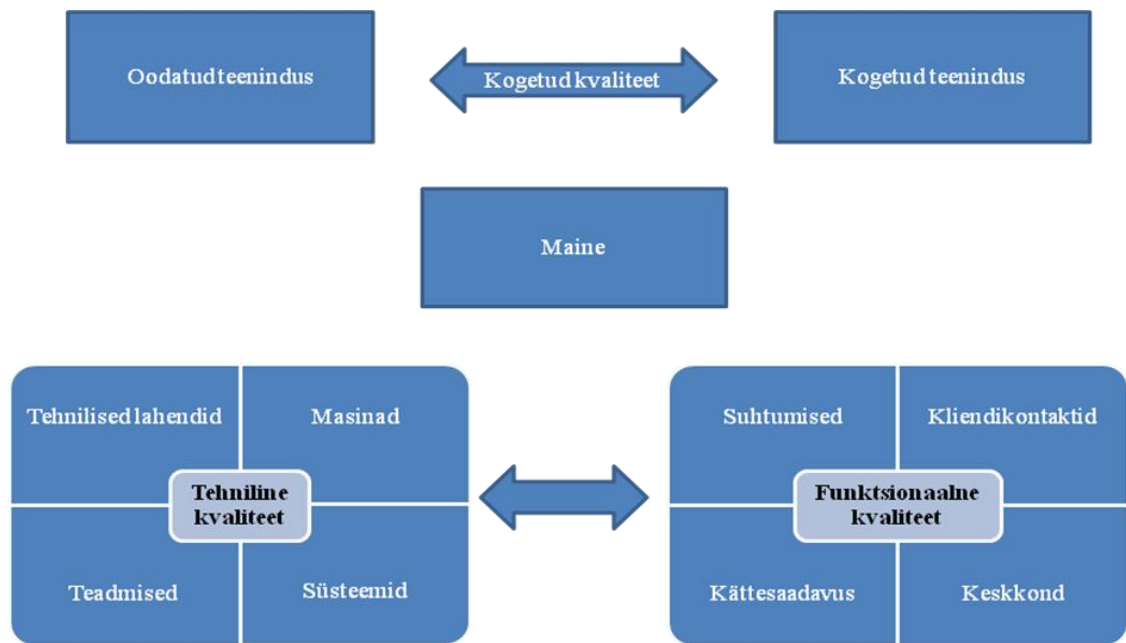 Oodatud teenindus
Kogetud kvaliteet
Kogetud teenindus
Maine
Tehnilised lahendid
Masinad
Tehniline
kvaliteet
Teadmised
Süsteemid
Suhtumised
Kliendikontaktid
Funktsionaalne
kvaliteet
Kättesaadavus
Keskkond